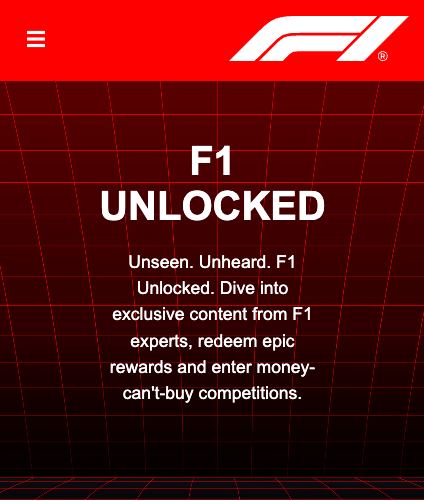 F1®
F1
UNLOCKED
Unseen. Unheard. F1
Unlocked. Dive into
exclusive content from F1
experts, redeem epic
rewards and enter money-
can't-buy competitions.